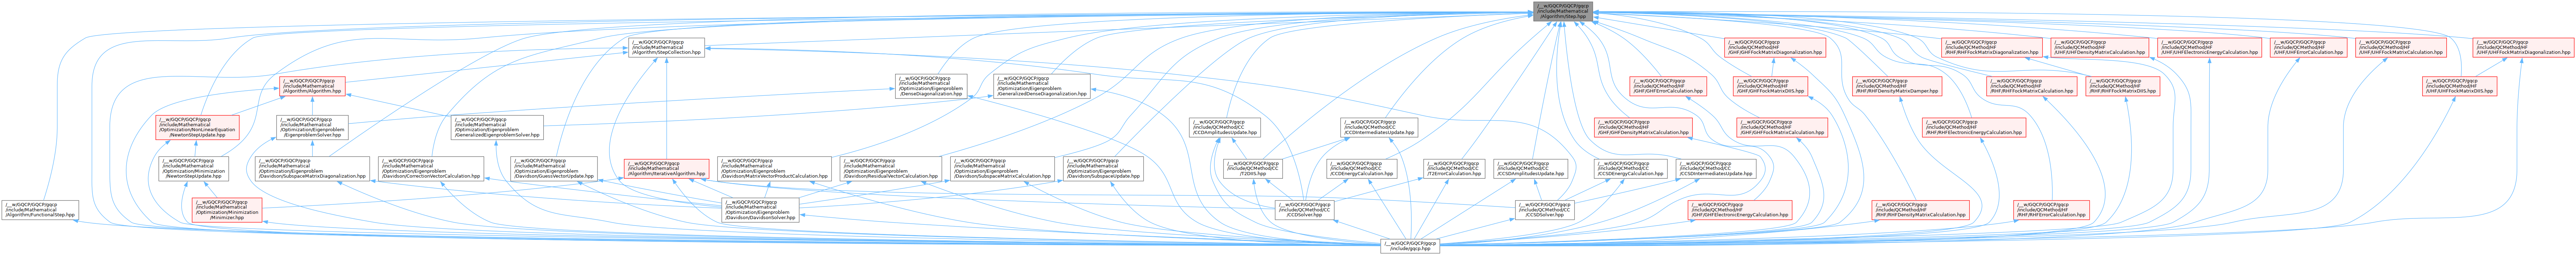 /__w/GQCP/GQCP/gqcp
/include/Mathematical
/Algorithm/Step.hpp
/__w/GQCP/GQCP/gqcp
/include/Mathematical
/Algorithm/StepCollection.hpp
/__w/GQCP/GQCP/gqcp
/include/QCMethod/HF
/GHF/GHFFockMatrixDiagonalization.hpp
/__w/GQCP/GQCP/gqcp
/include/QCMethod/HF
/RHF/RHFFockMatrixDiagonalization.hpp
/__w/GQCP/GQCP/gqcp
/include/QCMethod/HF
/UHF/UHFDensityMatrixCalculation.hpp
/__w/GQCP/GQCP/gqcp
/include/QCMethod/HF
/UHF/UHFElectronicEnergyCalculation.hpp
/__w/GQCP/GQCP/gqcp
/include/QCMethod/HF
/UHF/UHFErrorCalculation.hpp
/__w/GQCP/GQCP/gqcp
/include/QCMethod/HF
/UHF/UHFFockMatrixCalculation.hpp
/__w/GQCP/GQCP/gqcp
/include/QCMethod/HF
/UHF/UHFFockMatrixDiagonalization.hpp
/__w/GQCP/GQCP/gqcp
/include/Mathematical
/Algorithm/Algorithm.hpp
/__w/GQCP/GQCP/gqcp
/include/Mathematical
/Optimization/Eigenproblem
/DenseDiagonalization.hpp
/__w/GQCP/GQCP/gqcp
/include/Mathematical
/Optimization/Eigenproblem
/GeneralizedDenseDiagonalization.hpp
/__w/GQCP/GQCP/gqcp
/include/QCMethod/HF
/GHF/GHFErrorCalculation.hpp
/__w/GQCP/GQCP/gqcp
/include/QCMethod/HF
/GHF/GHFFockMatrixDIIS.hpp
/__w/GQCP/GQCP/gqcp
/include/QCMethod/HF
/RHF/RHFDensityMatrixDamper.hpp
/__w/GQCP/GQCP/gqcp
/include/QCMethod/HF
/RHF/RHFFockMatrixCalculation.hpp
/__w/GQCP/GQCP/gqcp
/include/QCMethod/HF
/RHF/RHFFockMatrixDIIS.hpp
/__w/GQCP/GQCP/gqcp
/include/QCMethod/HF
/UHF/UHFFockMatrixDIIS.hpp
/__w/GQCP/GQCP/gqcp
/include/Mathematical
/Optimization/NonLinearEquation
/NewtonStepUpdate.hpp
/__w/GQCP/GQCP/gqcp
/include/Mathematical
/Optimization/Eigenproblem
/EigenproblemSolver.hpp
/__w/GQCP/GQCP/gqcp
/include/Mathematical
/Optimization/Eigenproblem
/GeneralizedEigenproblemSolver.hpp
/__w/GQCP/GQCP/gqcp
/include/QCMethod/CC
/CCDAmplitudesUpdate.hpp
/__w/GQCP/GQCP/gqcp
/include/QCMethod/CC
/CCDIntermediatesUpdate.hpp
/__w/GQCP/GQCP/gqcp
/include/QCMethod/HF
/GHF/GHFDensityMatrixCalculation.hpp
/__w/GQCP/GQCP/gqcp
/include/QCMethod/HF
/GHF/GHFFockMatrixCalculation.hpp
/__w/GQCP/GQCP/gqcp
/include/QCMethod/HF
/RHF/RHFElectronicEnergyCalculation.hpp
/__w/GQCP/GQCP/gqcp
/include/Mathematical
/Optimization/Minimization
/NewtonStepUpdate.hpp
/__w/GQCP/GQCP/gqcp
/include/Mathematical
/Optimization/Eigenproblem
/Davidson/SubspaceMatrixDiagonalization.hpp
/__w/GQCP/GQCP/gqcp
/include/Mathematical
/Optimization/Eigenproblem
/Davidson/CorrectionVectorCalculation.hpp
/__w/GQCP/GQCP/gqcp
/include/Mathematical
/Optimization/Eigenproblem
/Davidson/GuessVectorUpdate.hpp
/__w/GQCP/GQCP/gqcp
/include/Mathematical
/Algorithm/IterativeAlgorithm.hpp
/__w/GQCP/GQCP/gqcp
/include/Mathematical
/Optimization/Eigenproblem
/Davidson/MatrixVectorProductCalculation.hpp
/__w/GQCP/GQCP/gqcp
/include/Mathematical
/Optimization/Eigenproblem
/Davidson/ResidualVectorCalculation.hpp
/__w/GQCP/GQCP/gqcp
/include/Mathematical
/Optimization/Eigenproblem
/Davidson/SubspaceMatrixCalculation.hpp
/__w/GQCP/GQCP/gqcp
/include/Mathematical
/Optimization/Eigenproblem
/Davidson/SubspaceUpdate.hpp
/__w/GQCP/GQCP/gqcp
/include/QCMethod/CC
/T2DIIS.hpp
/__w/GQCP/GQCP/gqcp
/include/QCMethod/CC
/CCDEnergyCalculation.hpp
/__w/GQCP/GQCP/gqcp
/include/QCMethod/CC
/T2ErrorCalculation.hpp
/__w/GQCP/GQCP/gqcp
/include/QCMethod/CC
/CCSDAmplitudesUpdate.hpp
/__w/GQCP/GQCP/gqcp
/include/QCMethod/CC
/CCSDEnergyCalculation.hpp
/__w/GQCP/GQCP/gqcp
/include/QCMethod/CC
/CCSDIntermediatesUpdate.hpp
/__w/GQCP/GQCP/gqcp
/include/Mathematical
/Algorithm/FunctionalStep.hpp
/__w/GQCP/GQCP/gqcp
/include/Mathematical
/Optimization/Minimization
/Minimizer.hpp
/__w/GQCP/GQCP/gqcp
/include/Mathematical
/Optimization/Eigenproblem
/Davidson/DavidsonSolver.hpp
/__w/GQCP/GQCP/gqcp
/include/QCMethod/CC
/CCDSolver.hpp
/__w/GQCP/GQCP/gqcp
/include/QCMethod/CC
/CCSDSolver.hpp
/__w/GQCP/GQCP/gqcp
/include/QCMethod/HF
/GHF/GHFElectronicEnergyCalculation.hpp
/__w/GQCP/GQCP/gqcp
/include/QCMethod/HF
/RHF/RHFDensityMatrixCalculation.hpp
/__w/GQCP/GQCP/gqcp
/include/QCMethod/HF
/RHF/RHFErrorCalculation.hpp
/__w/GQCP/GQCP/gqcp
/include/gqcp.hpp